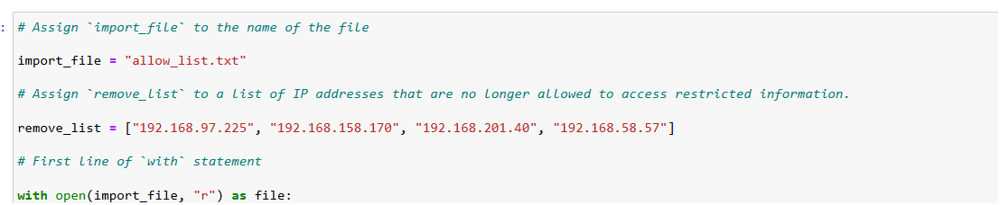 : # Assign `import_file` to the name of the file
import_file = "allow_list.txt"
# Assign `remove_list` to a list of IP addresses that are no longer allowed to access restricted information.
remove_list = ["192.168.97.225", "192.168.158.170", "192.168.201.40", "192.168.58.57"]
# First line of `with` statement
with open(import_file, "r") as file: